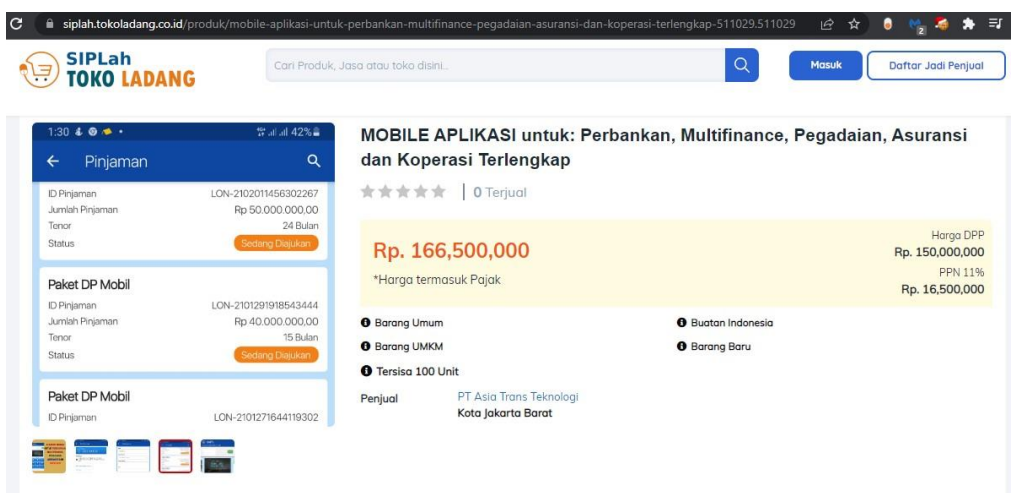 siplah.tokoladang.co.id/produk/mobile-aplikasi-untuk-perbankan-multifinance-pegadaian-asuransi-dan-koperasi-terlengkap-511029.511029
2
SIPLah
TOKO LADANG
Cari Produk, Jasa atau toko disini..
Masuk
Daftar Jadi Penjual
1:30
42%
Pinjaman
ID Pinjaman LON-2102011456302267
Jumlah Pinjaman Rp 50.000.000,00
Tenor 24 Bulan
Status Sedang Diajukan
Paket DP Mobil
ID Pinjaman LON-2101291918543444
Jumlah Pinjaman Rp 40.000.000,00
Tenor 15 Bulan
Status Sedang Diajukan
Paket DP Mobil
ID Pinjaman LON-2101271644119302
MOBILE APLIKASI untuk: Perbankan, Multifinance, Pegadaian, Asuransi
dan Koperasi Terlengkap
0 Terjual
Rp. 166,500,000
*Harga termasuk Pajak
Harga DPP
Rp. 150,000,000
PPN 11%
Rp. 16,500,000
Barang Umum
Buatan Indonesia
Barang UMKM
Barang Baru
Tersisa 100 Unit
Penjual PT Asia Trans Teknologi
Kota Jakarta Barat